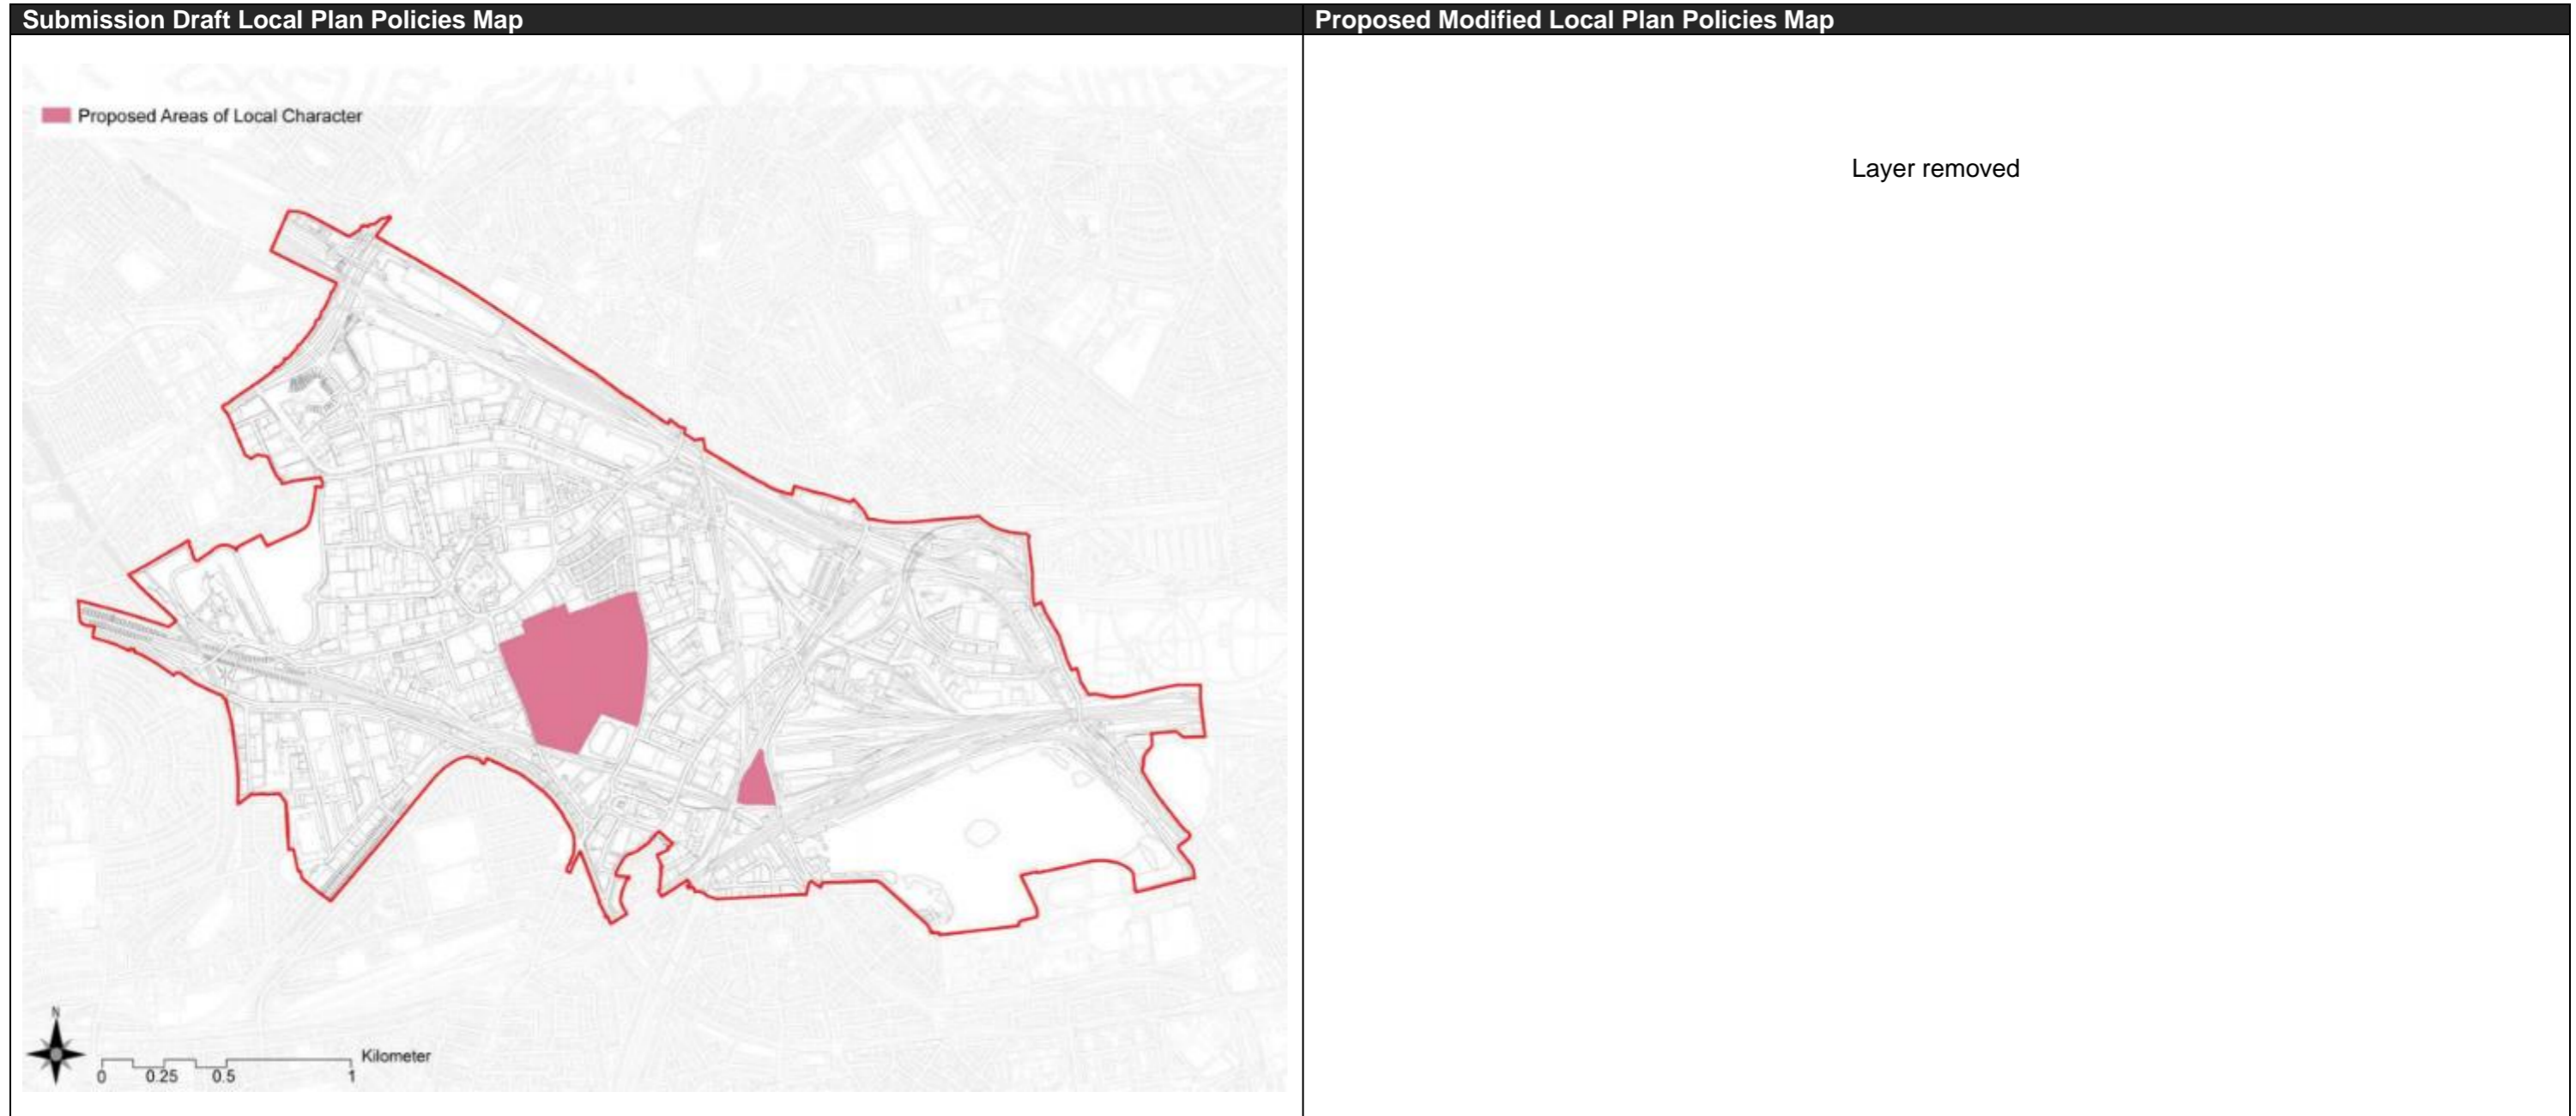 Submission Draft Local Plan Policies Map
Proposed Modified Local Plan Policies Map
Proposed Areas of Local Character
Layer removed
N
Kilometer
0 0.25 0.5 1